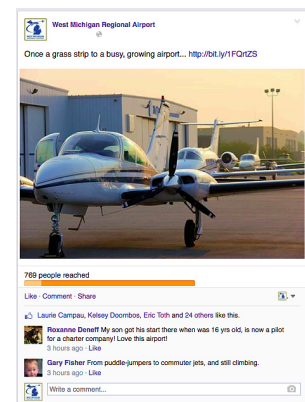 West Michigan Regional Airport
Once a grass strip to a busy, growing airport... http://bit.ly/1FQrtZS
769 people reached
Like · Comment · Share
Laurie Campau, Kelsey Doornbos, Eric Toth and 24 others like this.
Roxanne Deneff My son got his start there when was 16 yrs old, is now a pilot
for a charter company! Love this airport!
3 hours ago · Like
Gary Fisher From puddle-jumpers to commuter jets, and still climbing.
3 hours ago · Like
Write a comment...